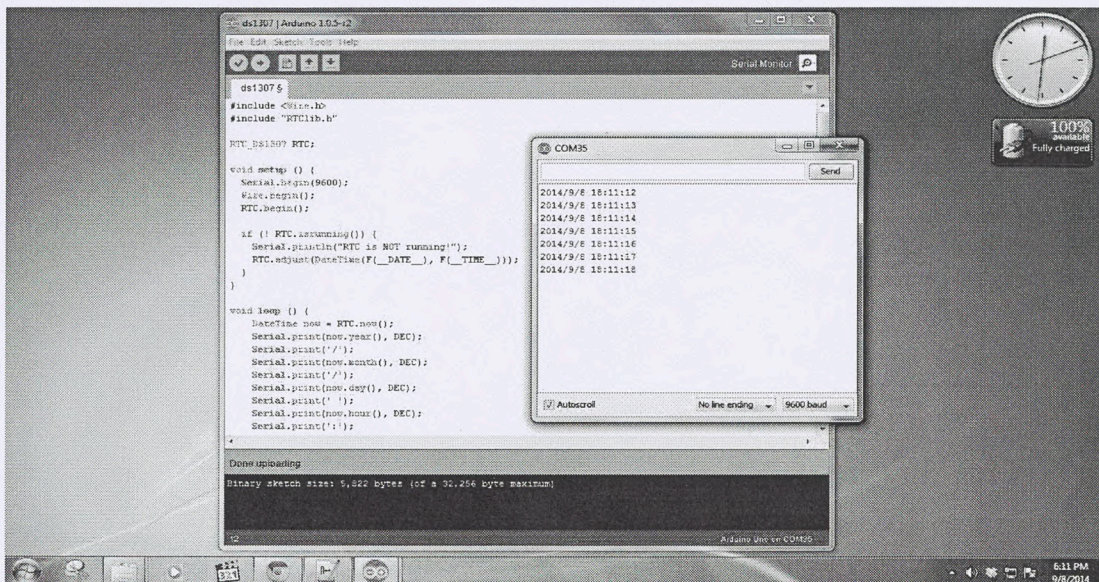 ds1307 | Arduino 1.0.5-r2
File Edit Sketch Tools Help
Serial Monitor
ds1307 §
#include <Wire.h>
#include "RTClib.h"
RTC_DS1307 RTC;
void setup () {
Serial.begin(9600);
Wire.begin();
RTC.begin();
if (! RTC.isrunning()) {
Serial.println("RTC is NOT running!");
RTC.adjust(DateTime(F(__DATE__), F(__TIME__)));
}
}
void loop () {
DateTime now = RTC.now();
Serial.print(now.year(), DEC);
Serial.print('/');
Serial.print(now.month(), DEC);
Serial.print('/');
Serial.print(now.day(), DEC);
Serial.print(' ');
Serial.print(now.hour(), DEC);
Serial.print(':');
Done uploading
Binary sketch size: 5,822 bytes (of a 32,256 byte maximum)
12
Arduino Uno on COM35
COM35
Send
2014/9/8 18:11:12
2014/9/8 18:11:13
2014/9/8 18:11:14
2014/9/8 18:11:15
2014/9/8 18:11:16
2014/9/8 18:11:17
2014/9/8 18:11:18
Autoscroll
No line ending
9600 baud
100%
available
Fully charged
321
6:11 PM
9/8/2014